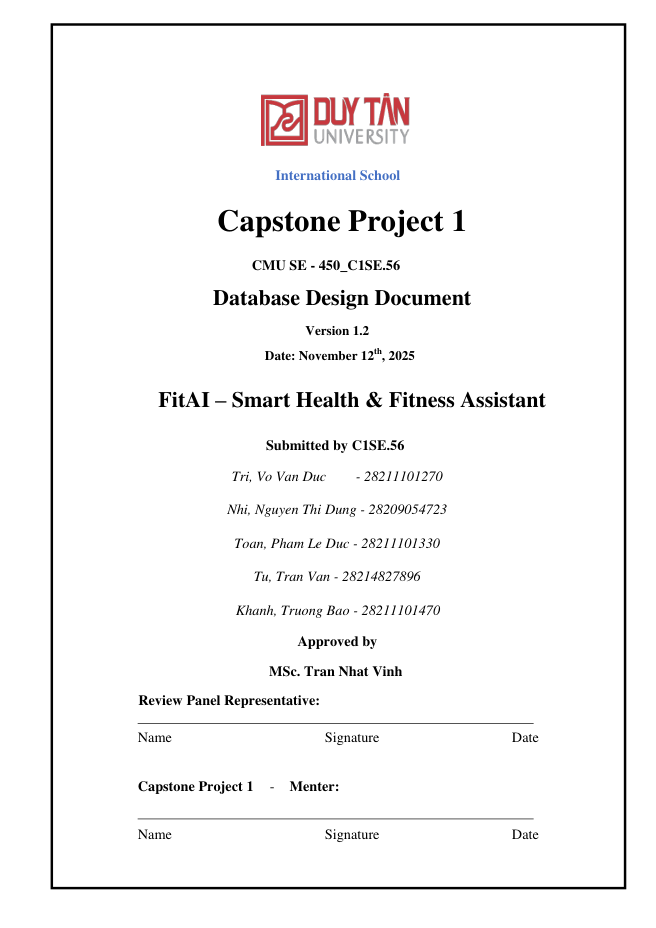 DUY TÂN
UNIVERSITY
International School
Capstone Project 1
CMU SE - 450_C1SE.56
Database Design Document
Version 1.2
Date: November 12th, 2025
FitAI – Smart Health & Fitness Assistant
Submitted by C1SE.56
Tri, Vo Van Duc - 28211101270
Nhi, Nguyen Thi Dung - 28209054723
Toan, Pham Le Duc - 28211101330
Tu, Tran Van - 28214827896
Khanh, Truong Bao - 28211101470
Approved by
MSc. Tran Nhat Vinh
Review Panel Representative:
Name Signature Date
Capstone Project 1 - Menter:
Name Signature Date